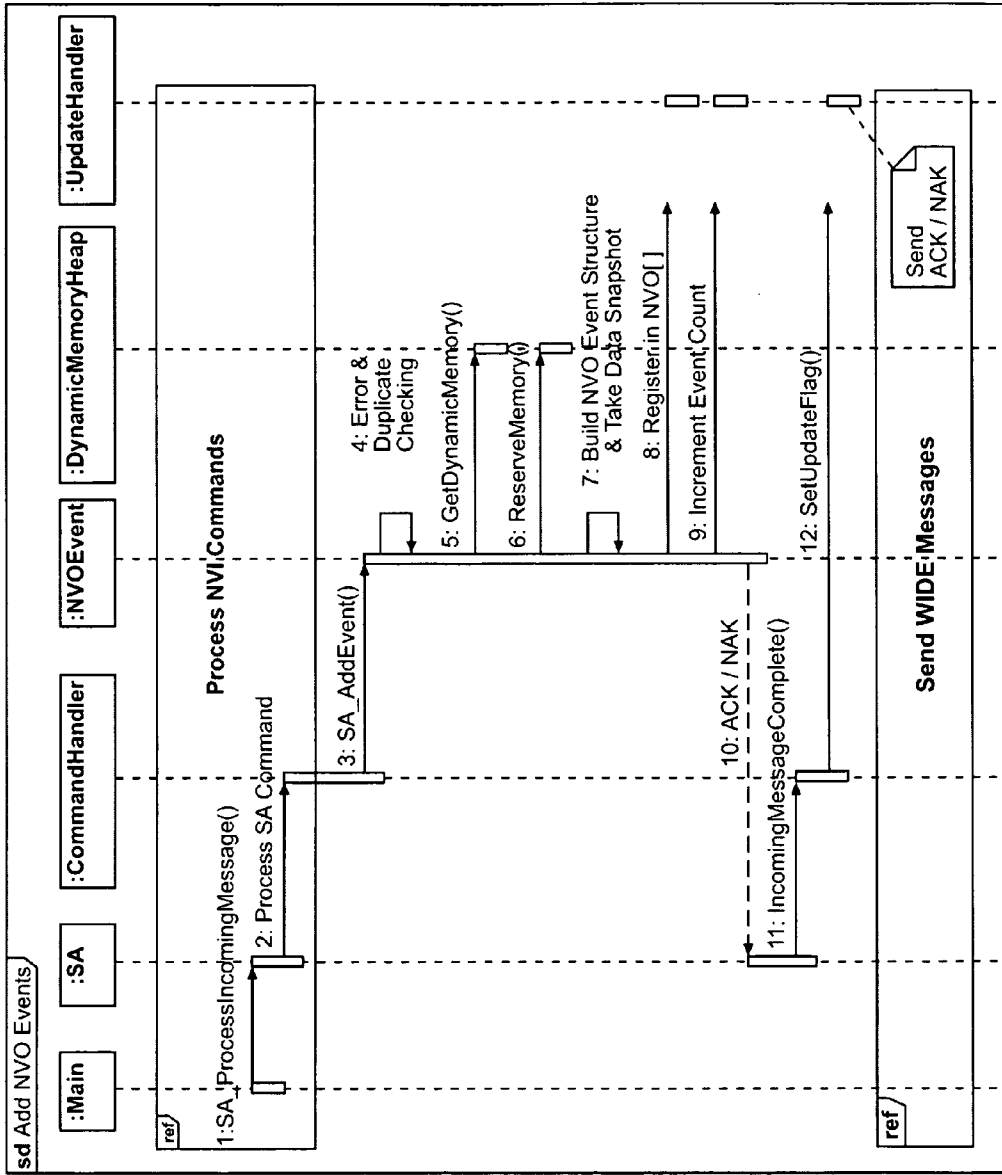 sd Add NVO Events
:Main
:SA
:CommandHandler
:NVOEvent
:DynamicMemoryHeap
:UpdateHandler
ref
Process NVI Commands
1:SA_ProcessIncomingMessage()
2: Process SA Command
3: SA_AddEvent()
4: Error &
Duplicate
Checking
5: GetDynamicMemory()
6: ReserveMemory()
7: Build NVO Event Structure
& Take Data Snapshot
8: Register in NVO[ ]
9: Increment Event Count
10: ACK / NAK
11: IncomingMessageComplete()
12: SetUpdateFlag()
Send
ACK / NAK
ref
Send WIDE Messages